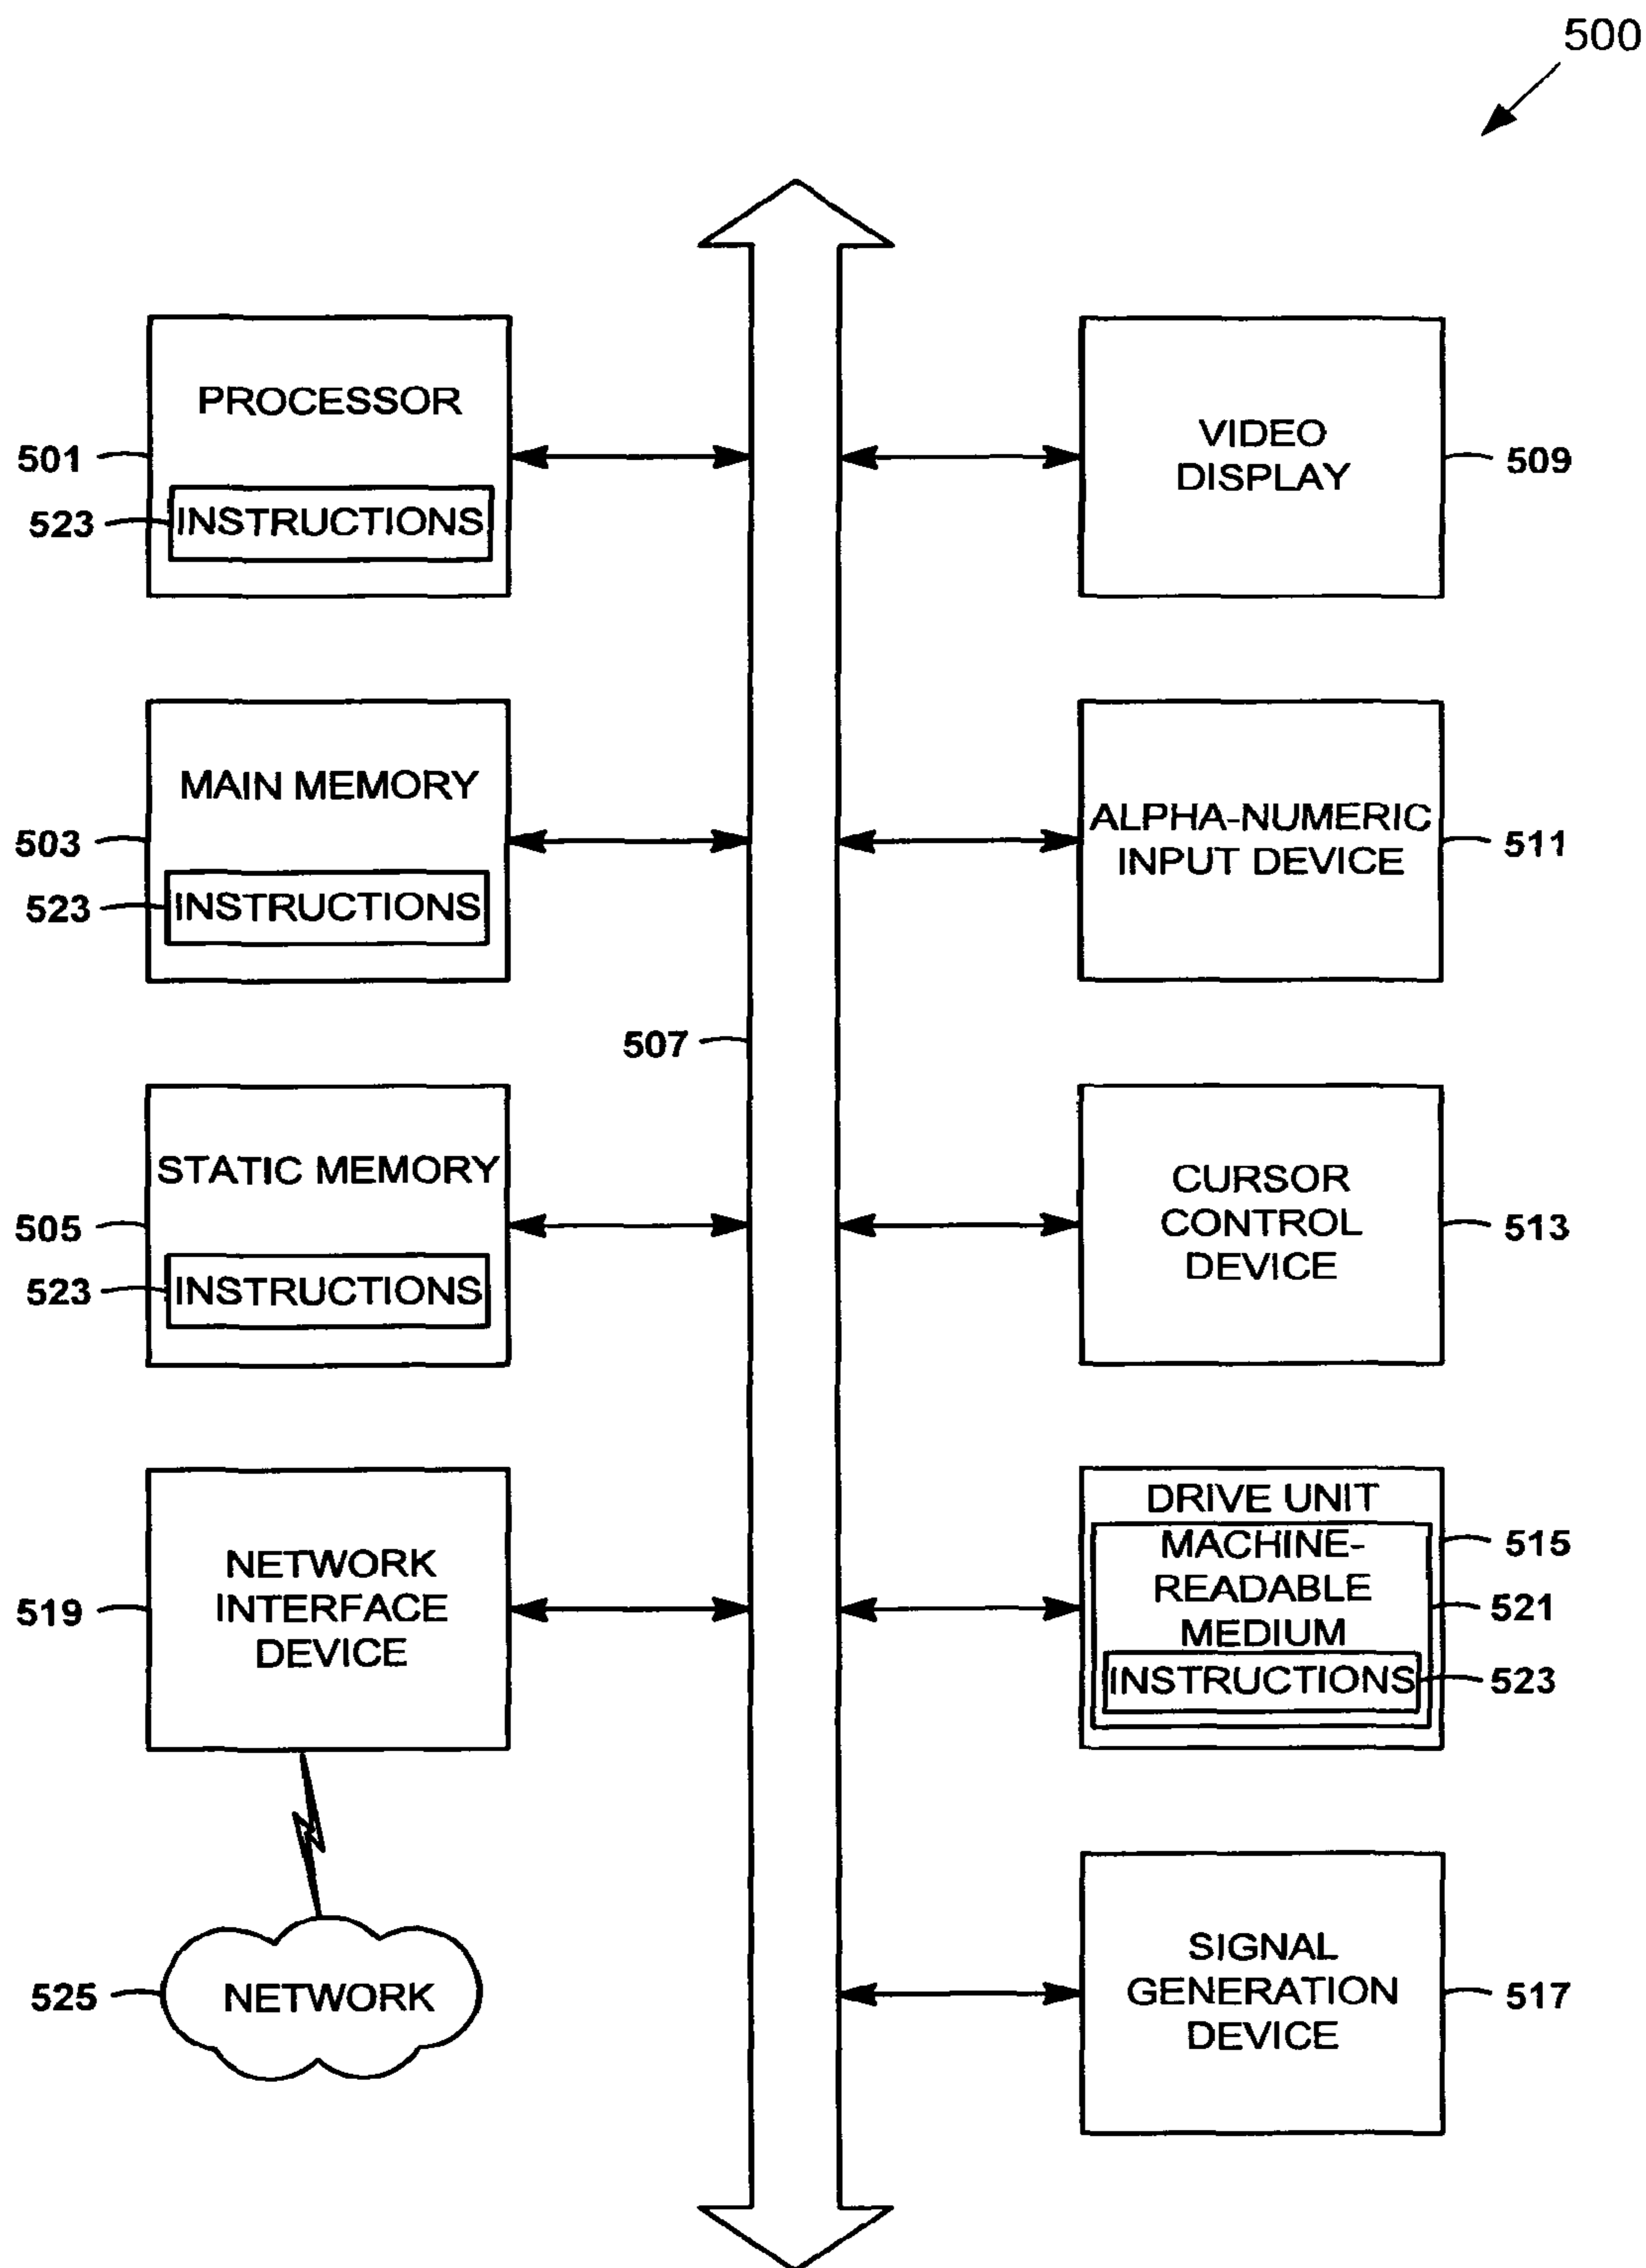 500
PROCESSOR
501
523
INSTRUCTIONS
VIDEO
DISPLAY
509
MAIN MEMORY
503
523
INSTRUCTIONS
ALPHA-NUMERIC
INPUT DEVICE
511
507
STATIC MEMORY
505
523
INSTRUCTIONS
CURSOR
CONTROL
DEVICE
513
NETWORK
INTERFACE
DEVICE
519
DRIVE UNIT
MACHINE-
READABLE
MEDIUM
INSTRUCTIONS
515
521
523
525
NETWORK
SIGNAL
GENERATION
DEVICE
517